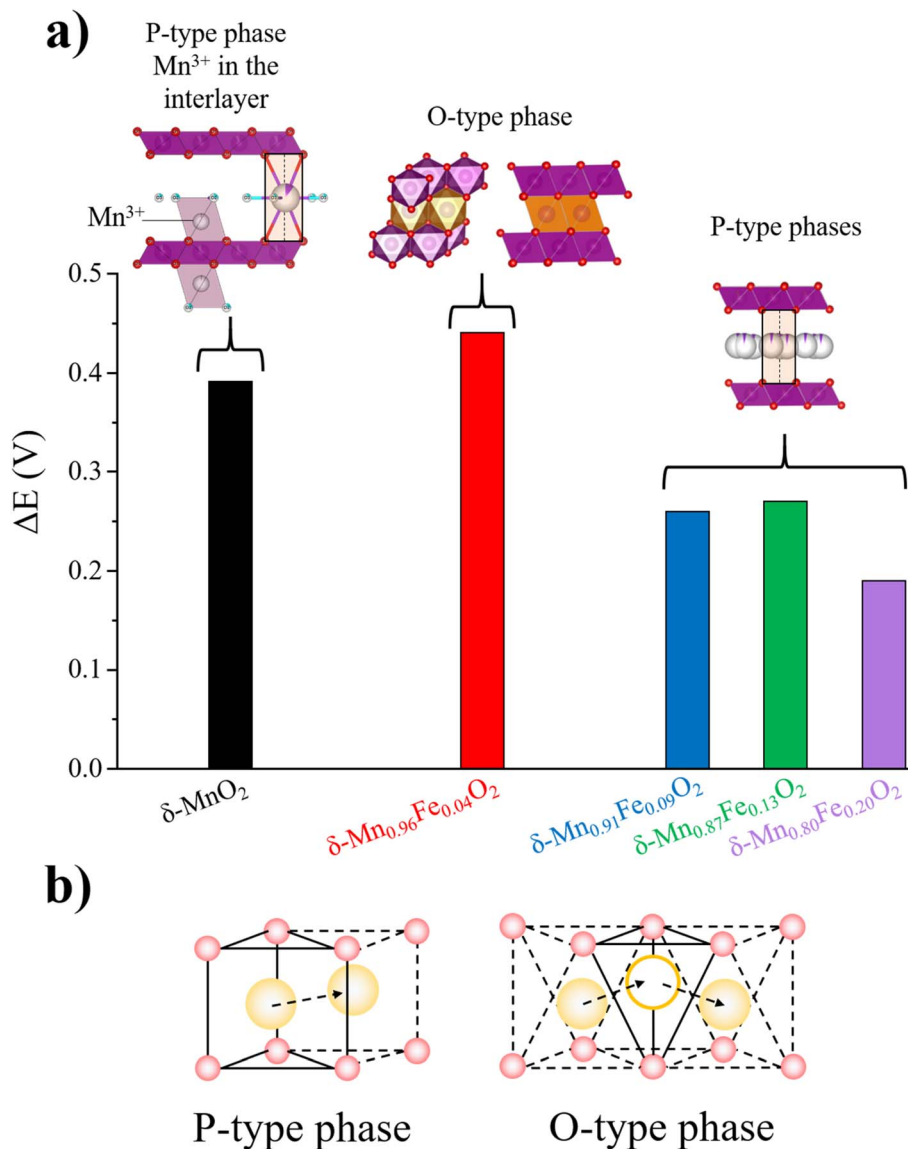 a)
P-type phase
Mn³⁺ in the
interlayer
O-type phase
P-type phases
Mn³⁺
0.5
0.4
0.3
0.2
0.1
0.0
ΔE (V)
δ-MnO₂
δ-Mn₀.₉₆Fe₀.₀₄O₂
δ-Mn₀.₉₁Fe₀.₀₉O₂
δ-Mn₀.₈₇Fe₀.₁₃O₂
δ-Mn₀.₈₀Fe₀.₂₀O₂
b)
P-type phase
O-type phase